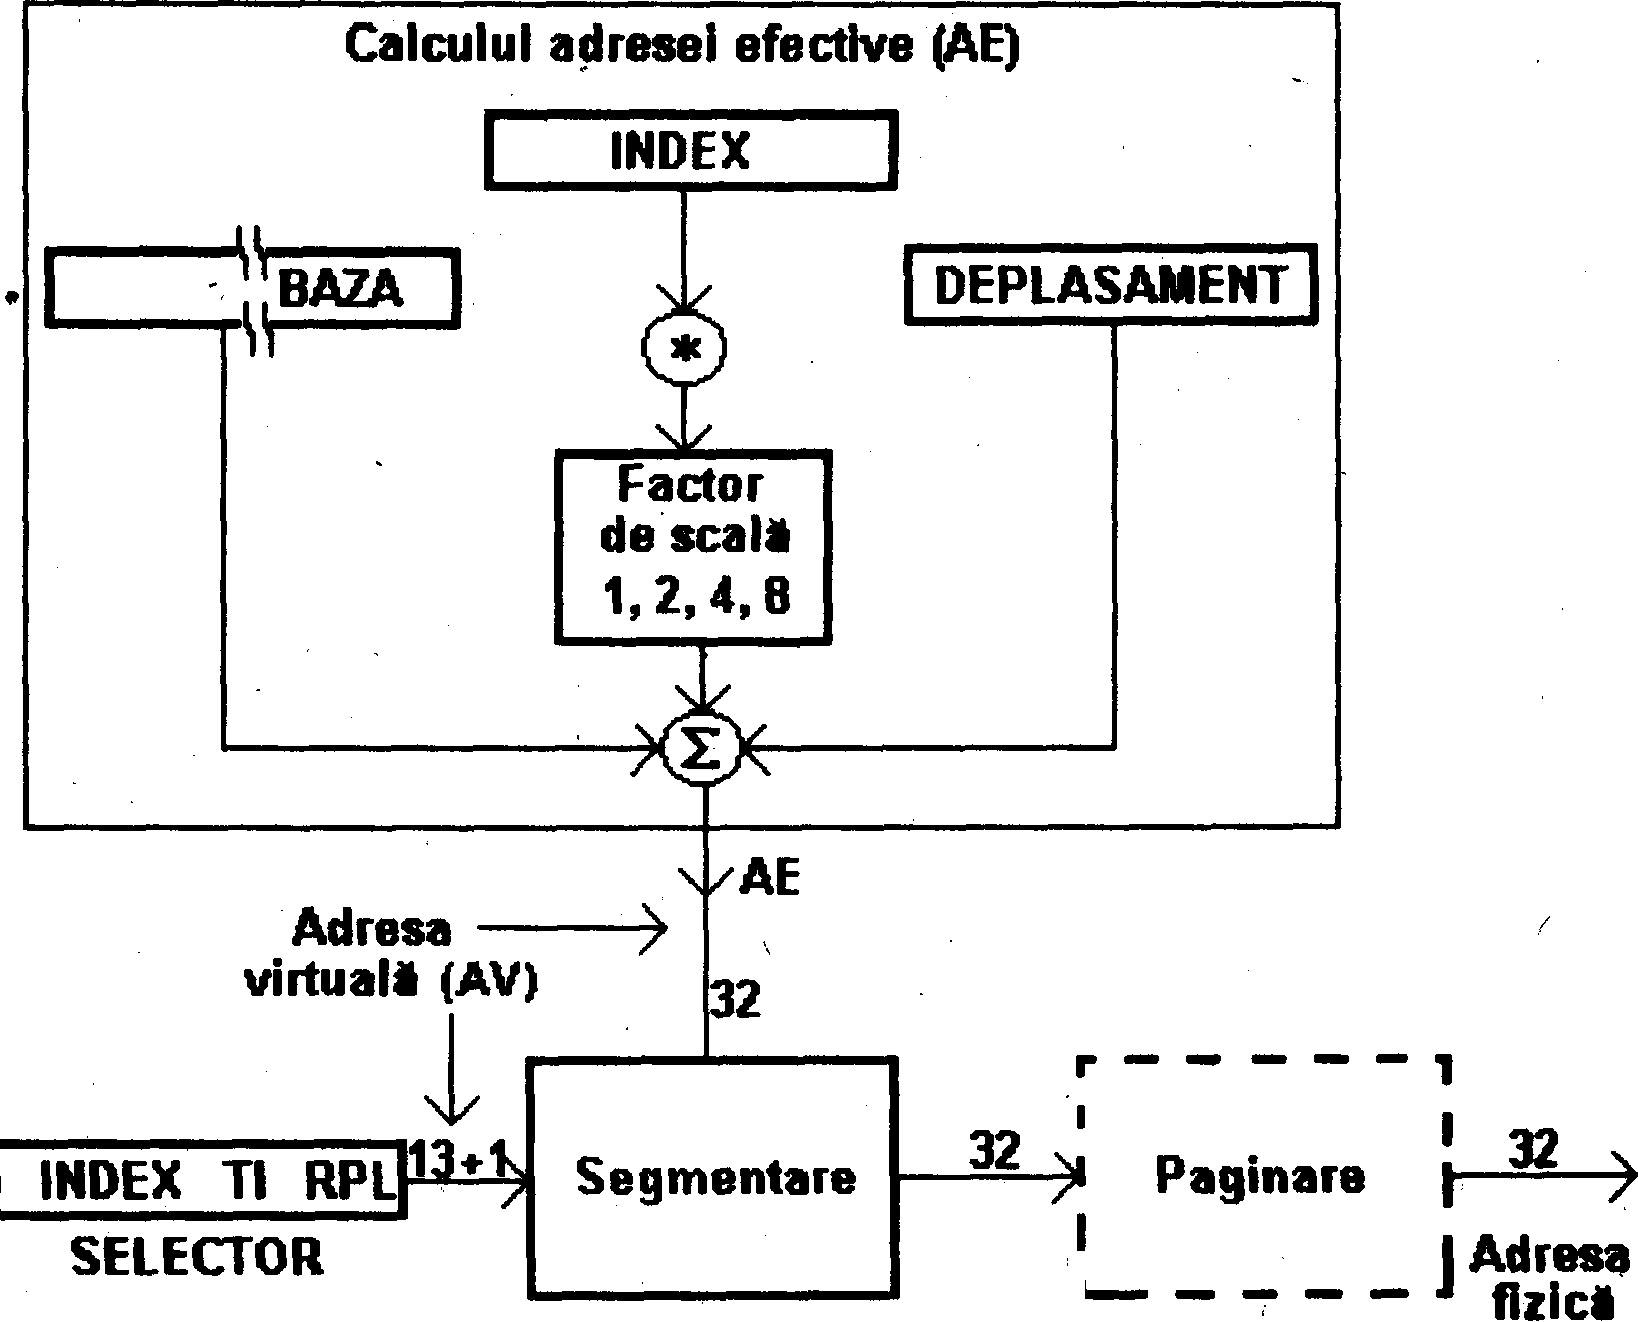 Calculul adresei efective (AE)
INDEX
BAZA
DEPLASAMENT
*
Factor
de scală
1, 2, 4, 8
Σ
AE
Adresa
virtuală (AV)
32
13+1
INDEX TI RPL
SELECTOR
Segmentare
32
Paginare
32
Adresa
fizică